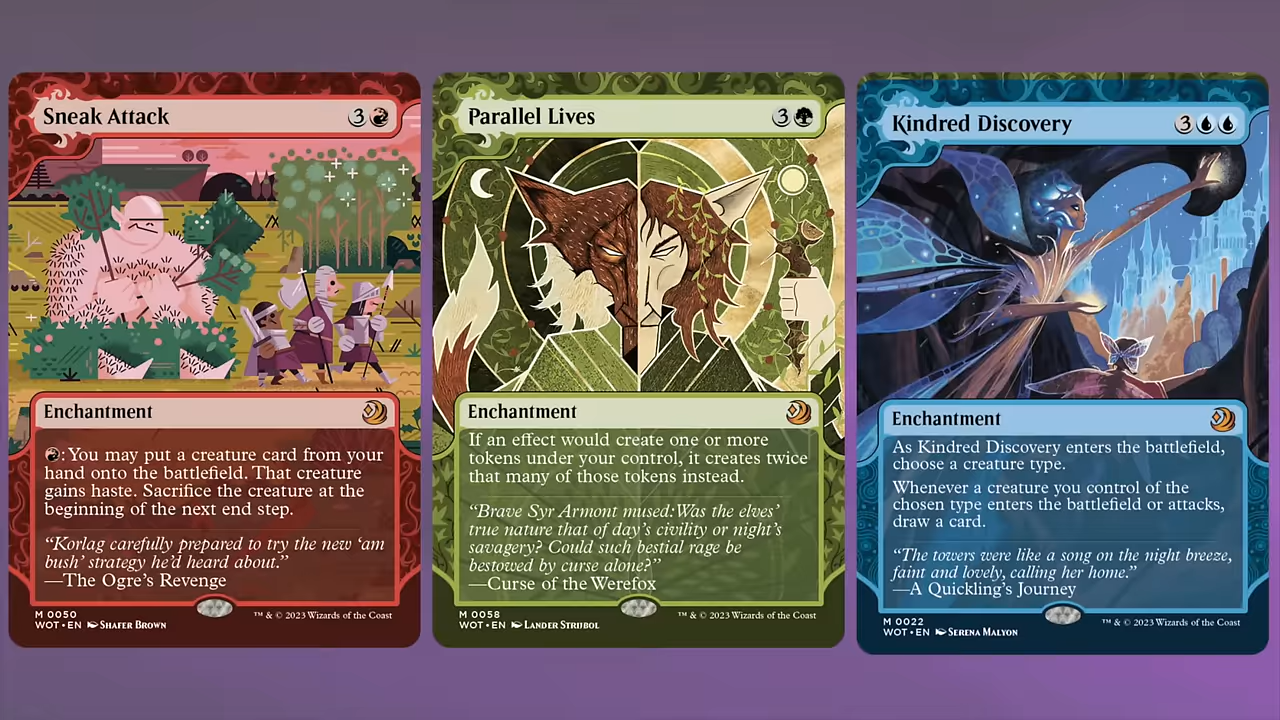 Sneak Attack 3
Enchantment
: You may put a creature card from your
hand onto the battlefield. That creature
gains haste. Sacrifice the creature at the
beginning of the next end step.
“Korlag carefully prepared to try the new ‘am
bush’ strategy he’d heard about.”
—The Ogre’s Revenge
M 0050
WOT • EN Shafer Brown
™ & © 2023 Wizards of the Coast
Parallel Lives 3
Enchantment
If an effect would create one or more
tokens under your control, it creates twice
that many of those tokens instead.
“Brave Syr Armont mused: Was the elves’
true nature that of day’s civility or night’s
savagery? Could such bestial rage be
bestowed by curse alone?”
—Curse of the Werefox
M 0058
WOT • EN Lander Strijbol
™ & © 2023 Wizards of the Coast
Kindred Discovery 3
Enchantment
As Kindred Discovery enters the battlefield,
choose a creature type.
Whenever a creature you control of the
chosen type enters the battlefield or attacks,
draw a card.
“The towers were like a song on the night breeze,
faint and lovely, calling her home.”
—A Quickling’s Journey
M 0022
WOT • EN Serena Malyon
™ & © 2023 Wizards of the Coast